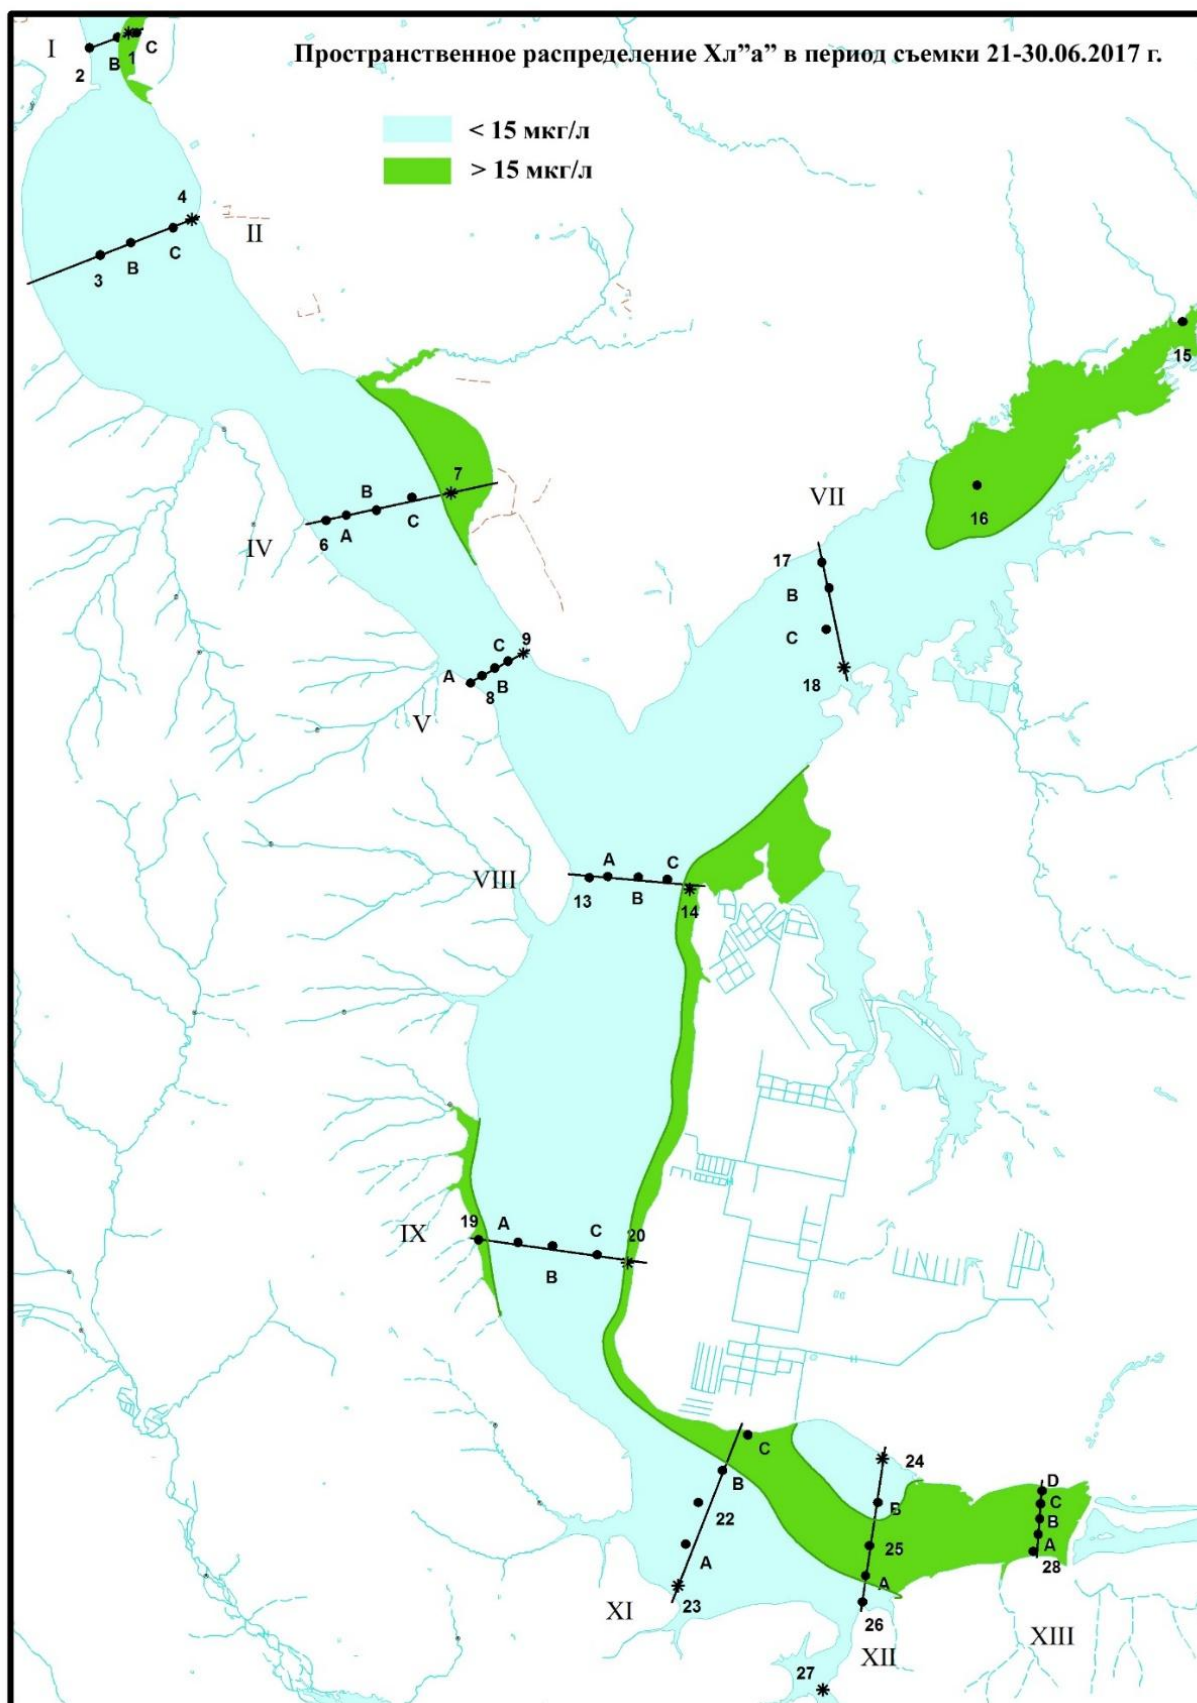 Пространственное распределение Хл”а” в период съемки 21-30.06.2017 г.
< 15 мкг/л
> 15 мкг/л
I
2
B
1
C
4
II
3
B
C
15
7
B
16
VII
6
A
C
IV
17
B
C
9
C
A
B
8
18
V
A
C
VIII
13
B
14
19
A
C
20
IX
B
C
24
B
D
C
B
22
B
25
A
A
A
28
23
XI
26
XII
XIII
27